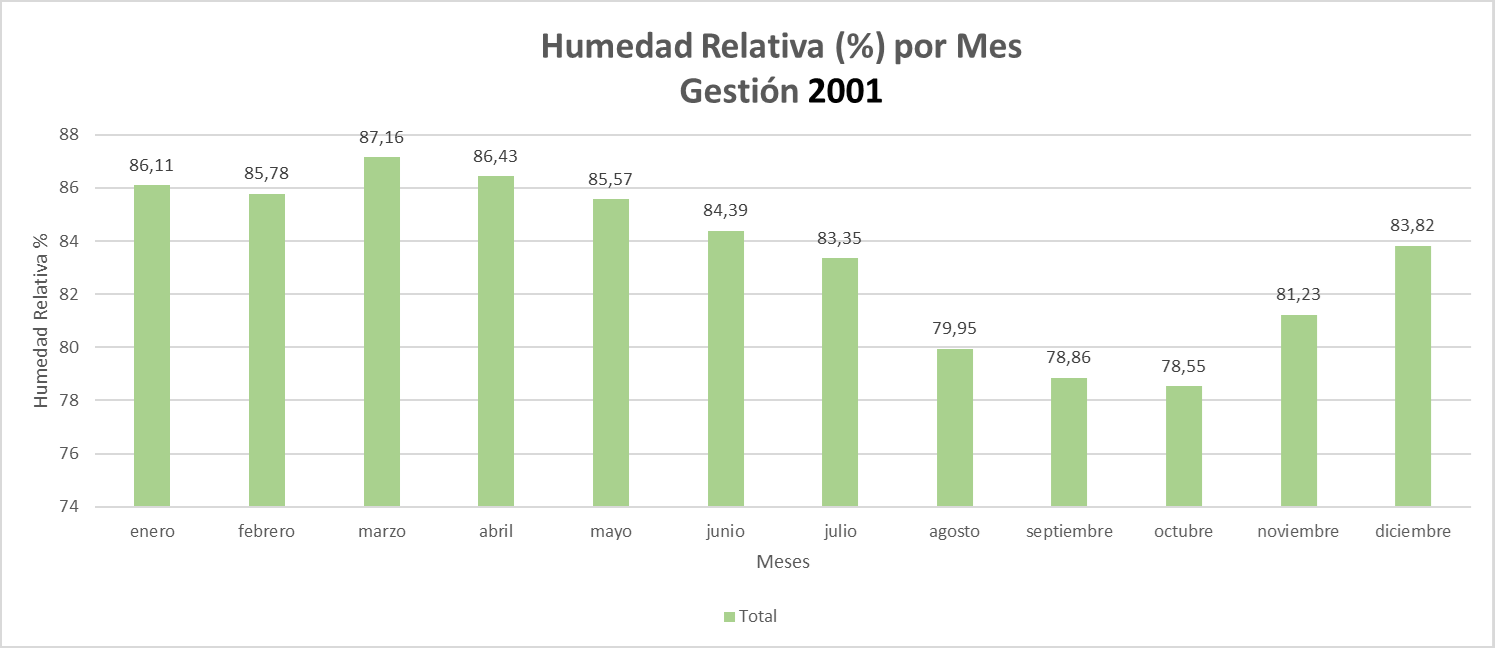 Humedad Relativa (%) por Mes
Gestión 2001
88
86
84
82
80
78
76
74
Humedad Relativa %
86,11
85,78
87,16
86,43
85,57
84,39
83,35
79,95
78,86
78,55
81,23
83,82
enero
febrero
marzo
abril
mayo
junio
julio
agosto
septiembre
octubre
noviembre
diciembre
Meses
Total